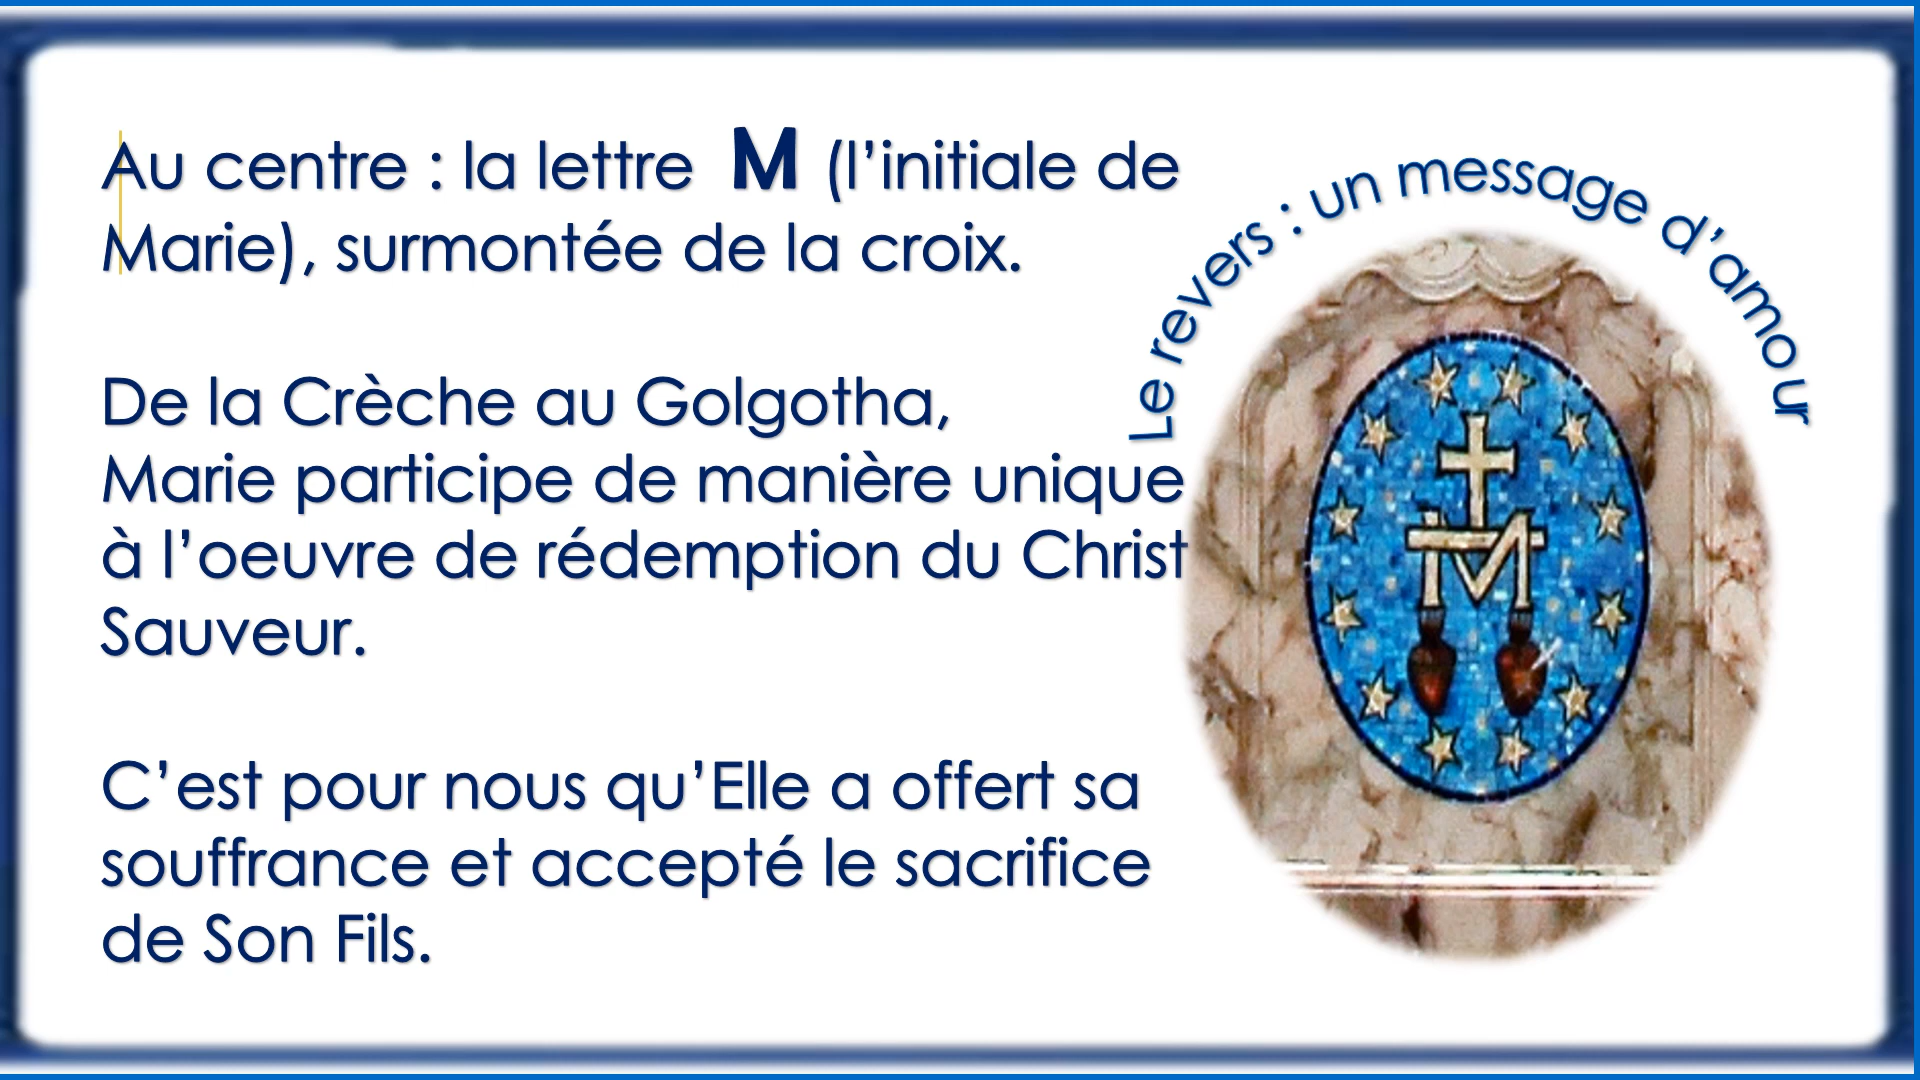 Au centre : la lettre M (l’initiale de
Marie), surmontée de la croix.
De la Crèche au Golgotha,
Marie participe de manière unique
à l’oeuvre de rédemption du Christ
Sauveur.
C’est pour nous qu’Elle a offert sa
souffrance et accepté le sacrifice
de Son Fils.
Le revers : un message d’amour
M